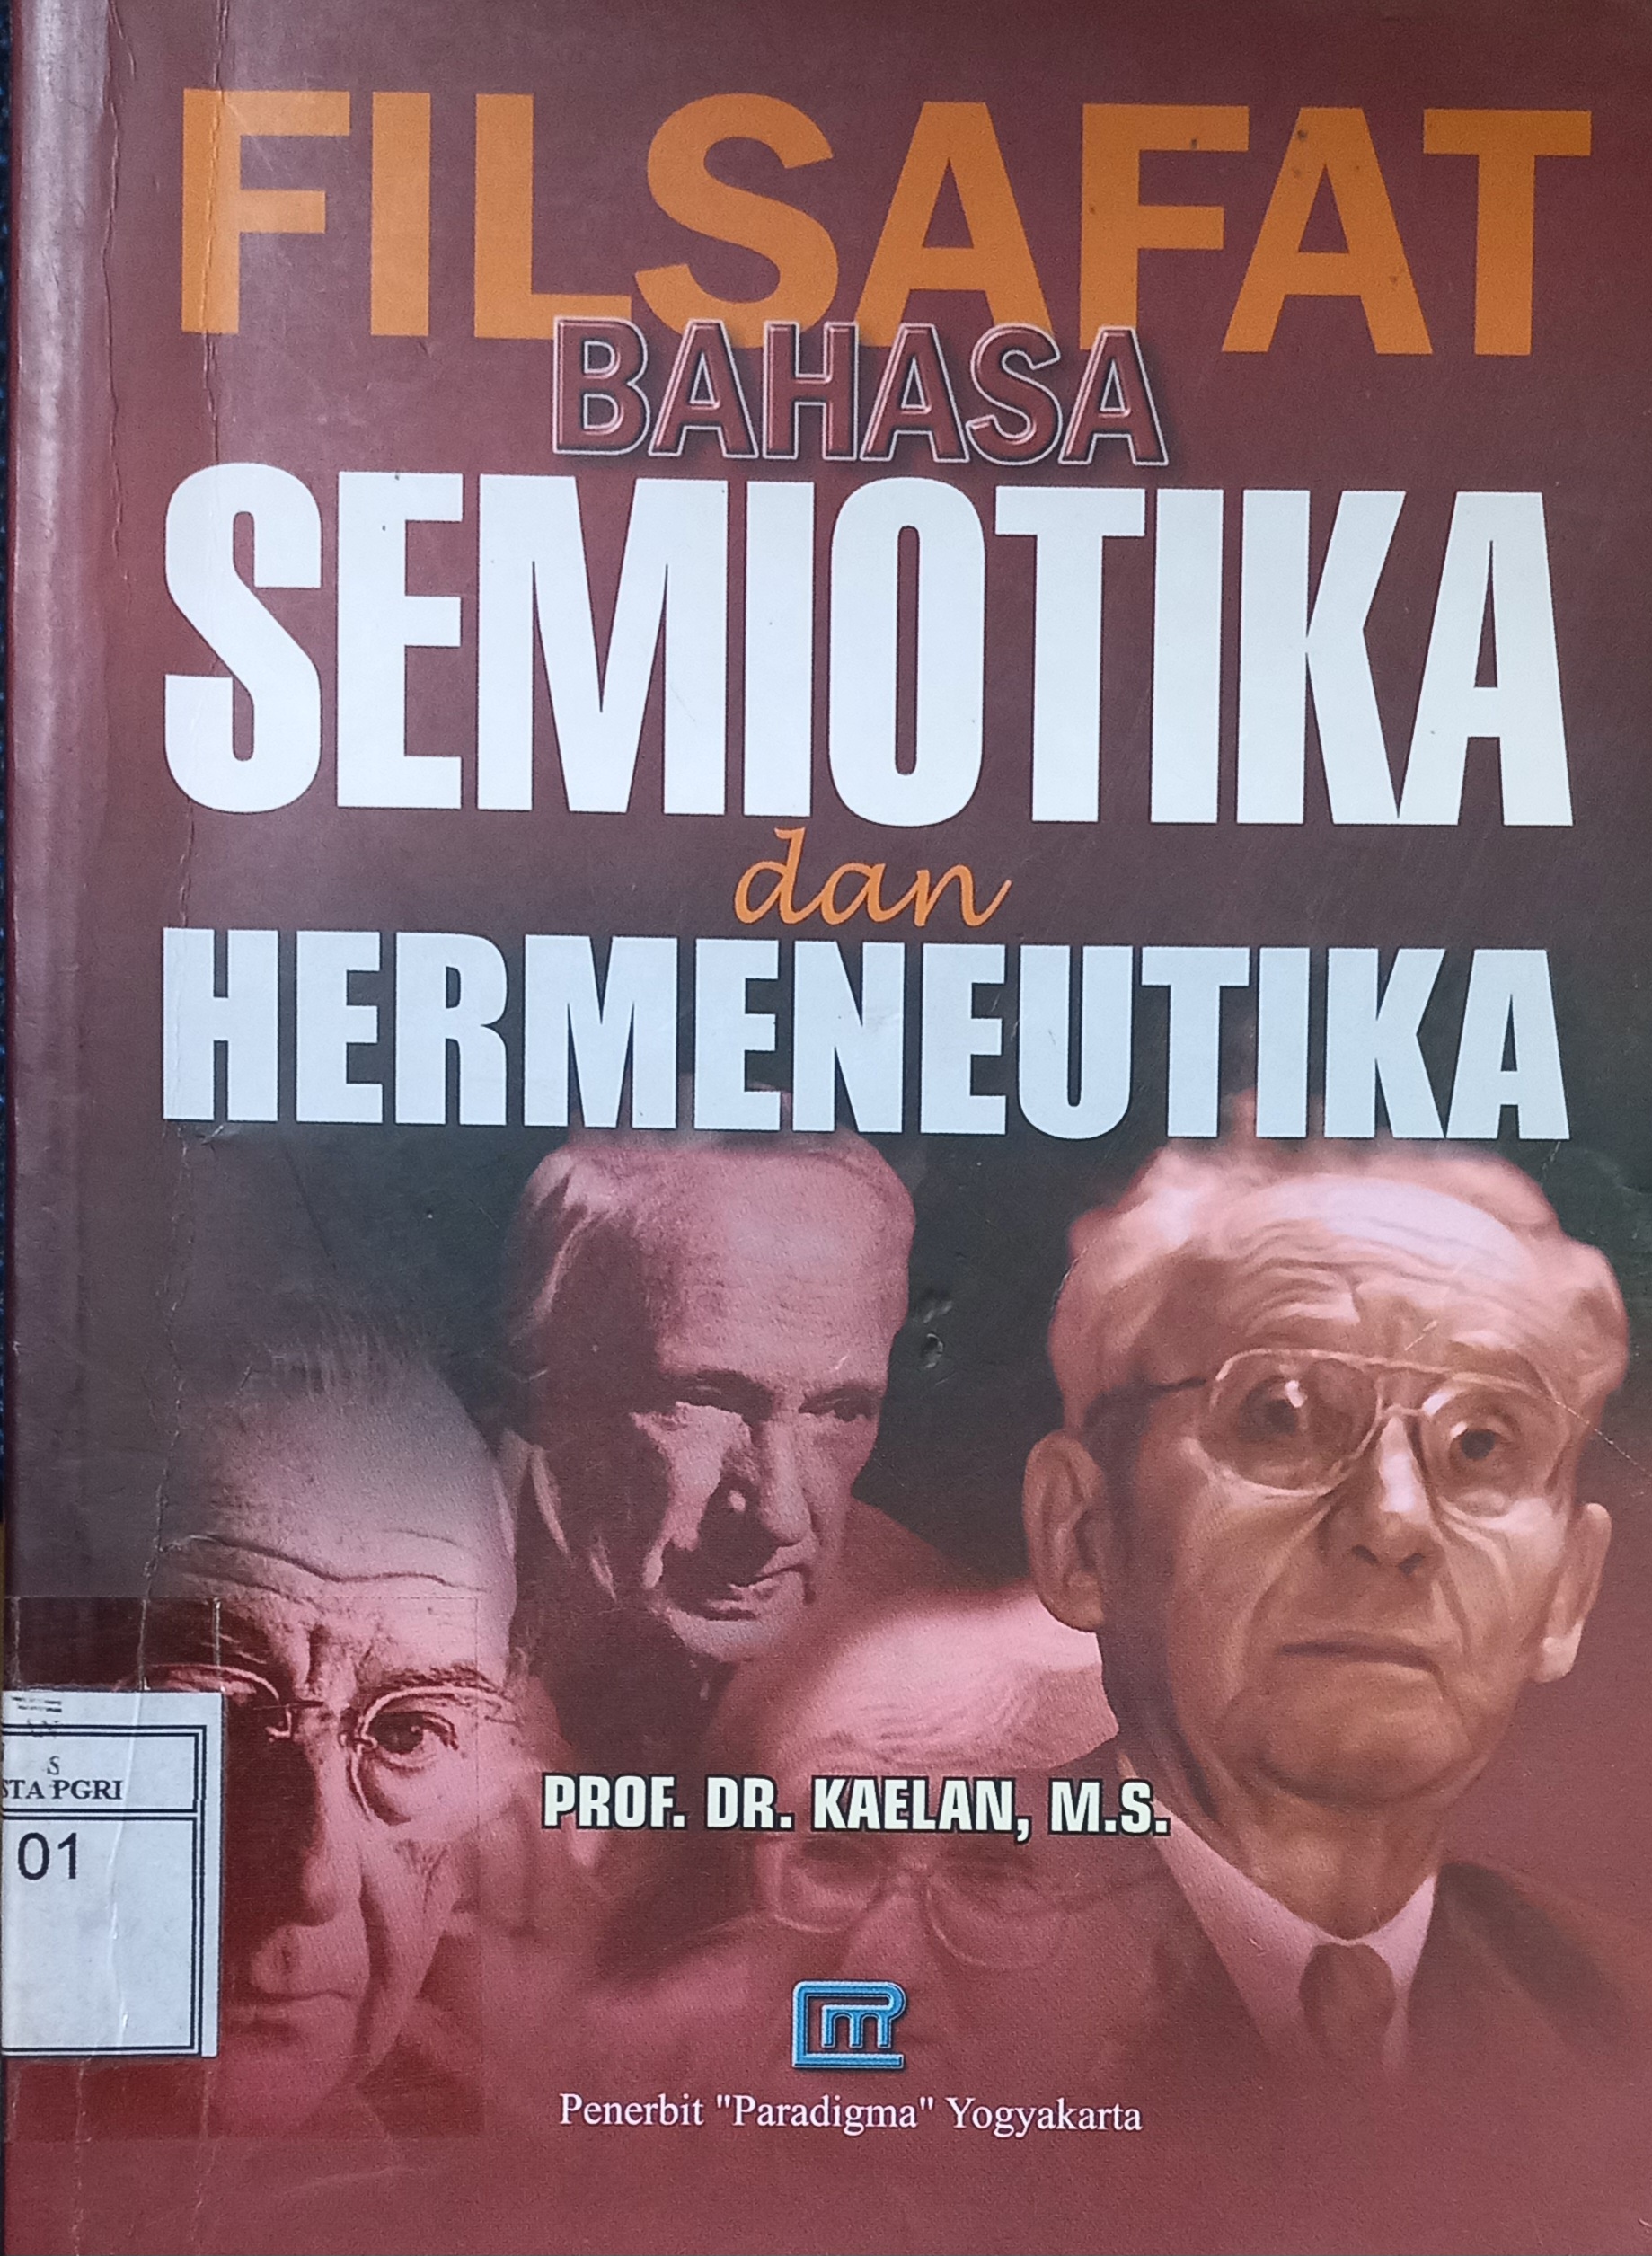 FILSAFAT
BAHASA
SEMIOTIKA
dan
HERMENEUTIKA
PROF. DR. KAELAN, M.S.
S
STA PGRI
01
Penerbit "Paradigma" Yogyakarta